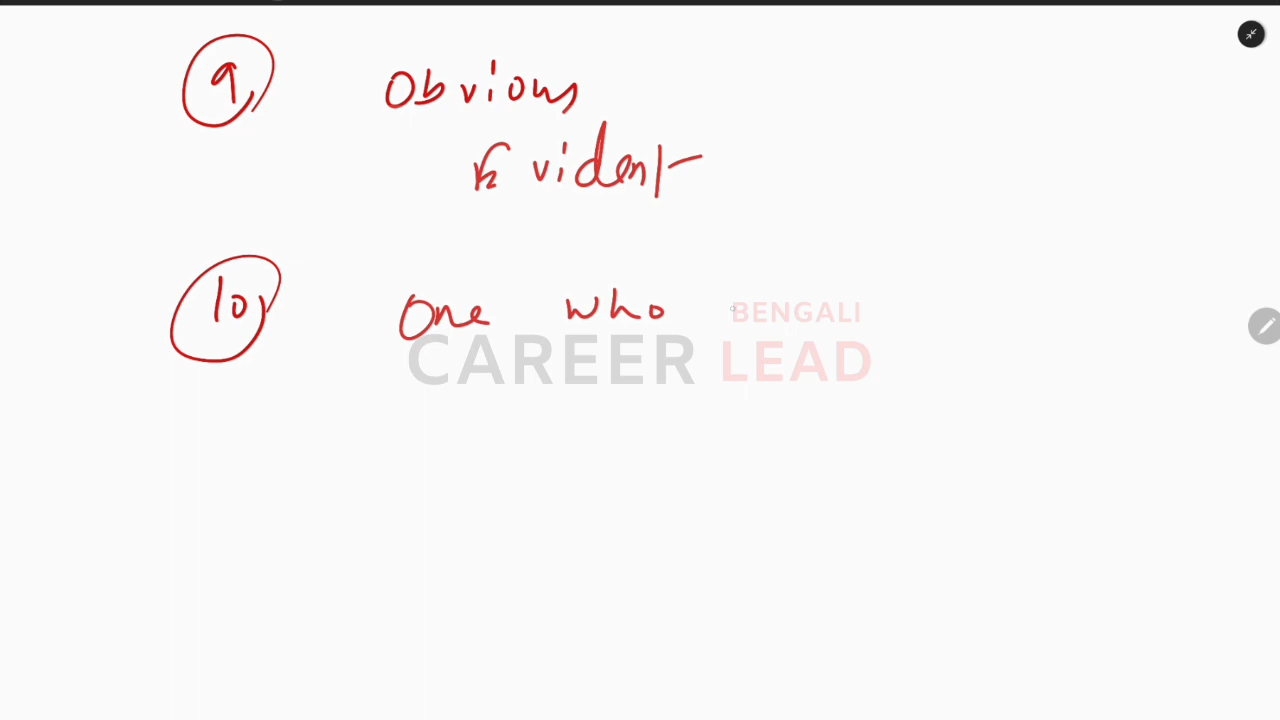 9, Obvious
Evident
10, One who
BENGALI
CAREER LEAD